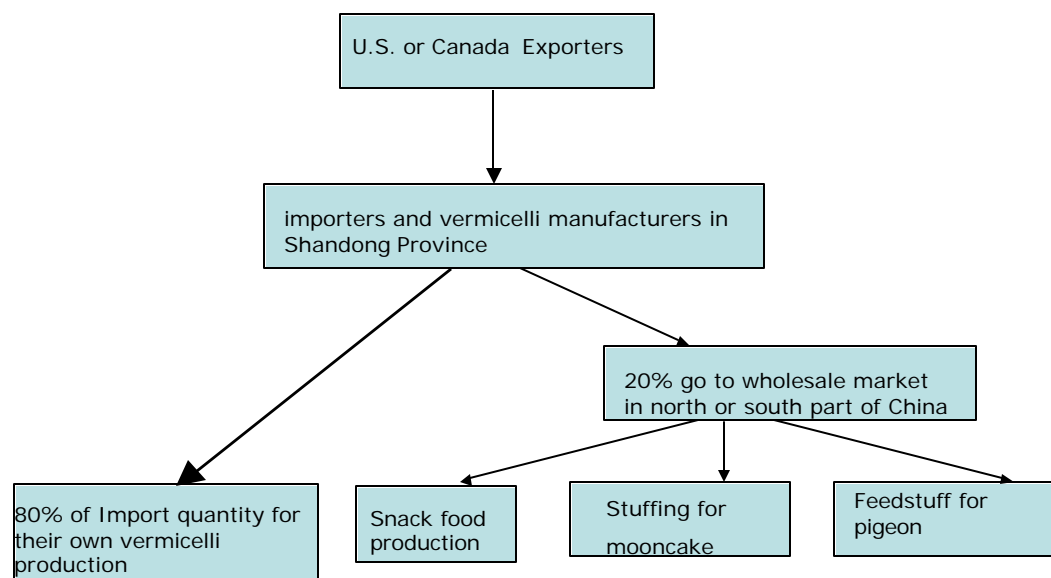 U.S. or Canada Exporters
importers and vermicelli manufacturers in
Shandong Province
20% go to wholesale market
in north or south part of China
80% of Import quantity for
their own vermicelli
production
Snack food
production
Stuffing for
mooncake
Feedstuff for
pigeon